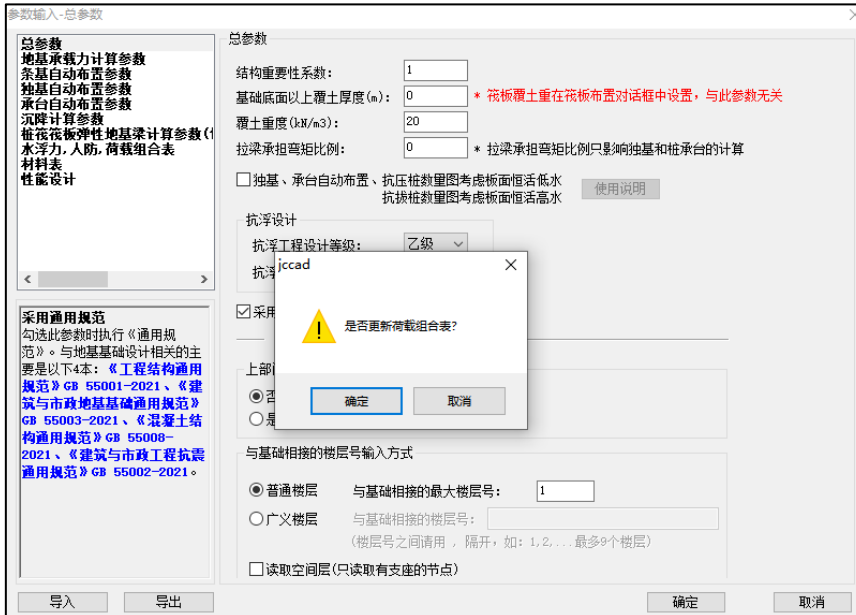 参数输入-总参数
总参数
地基承载力计算参数
条基自动布置参数
独基自动布置参数
承台自动布置参数
沉降计算参数
桩筏筏板弹性地基梁计算参数(
水浮力,人防,荷载组合表
材料表
性能设计
采用通用规范
勾选此参数时执行《通用规
范》。与地基基础设计相关的主
要是以下4本：《工程结构通用
规范》GB 55001-2021、《建
筑与市政地基基础通用规范》
GB 55003-2021、《混凝土结
构通用规范》GB 55008-
2021、《建筑与市政工程抗震
通用规范》GB 55002-2021。
总参数
结构重要性系数: 1
基础底面以上覆土厚度(m): 0 * 筏板覆土重在筏板布置对话框中设置，与此参数无关
覆土重度(kN/m3): 20
拉梁承担弯矩比例: 0 * 拉梁承担弯矩比例只影响独基和桩承台的计算
独基、承台自动布置、抗压桩数量图考虑板面恒活低水
抗拔桩数量图考虑板面恒活高水
使用说明
抗浮设计
抗浮工程设计等级: 乙级
抗浮
采用
上部
否
是
jccad
是否更新荷载组合表?
确定 取消
与基础相接的楼层号输入方式
普通楼层 与基础相接的最大楼层号: 1
广义楼层 与基础相接的楼层号:
(楼层号之间请用 , 隔开, 如: 1,2,...最多9个楼层)
读取空间层(只读取有支座的节点)
导入 导出 确定 取消